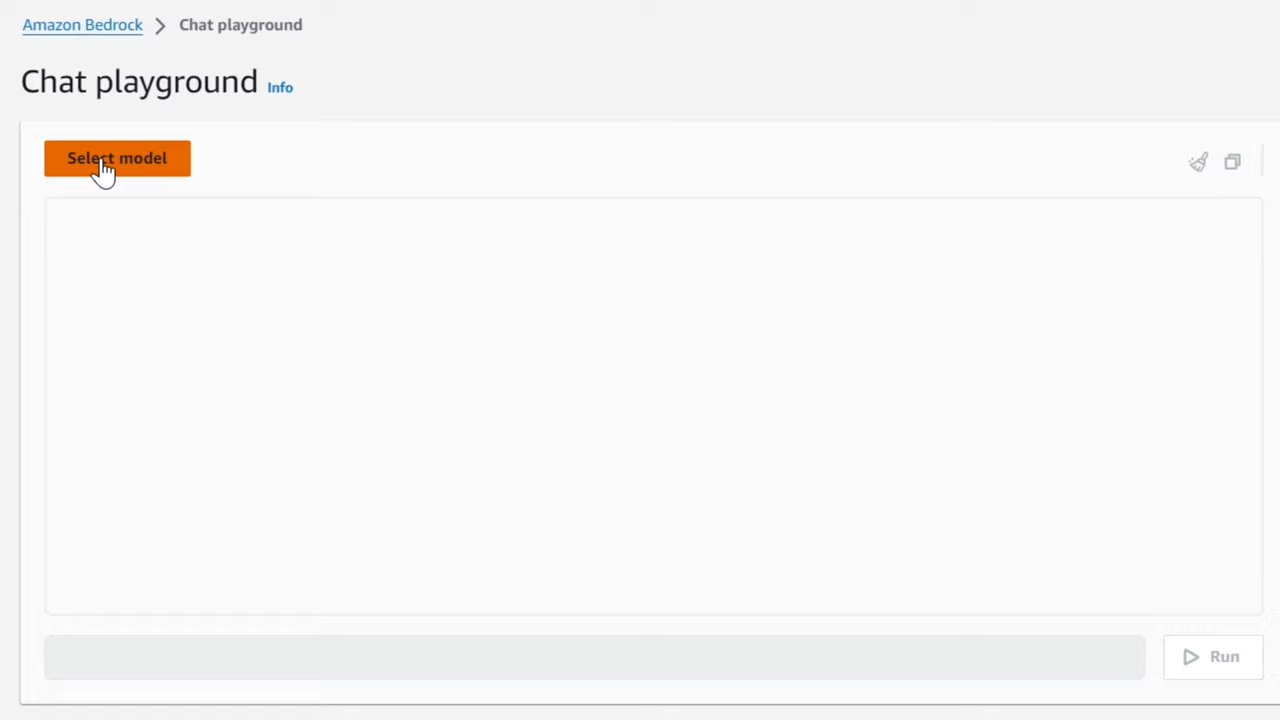 Amazon Bedrock > Chat playground
Chat playground Info
Select model
Run